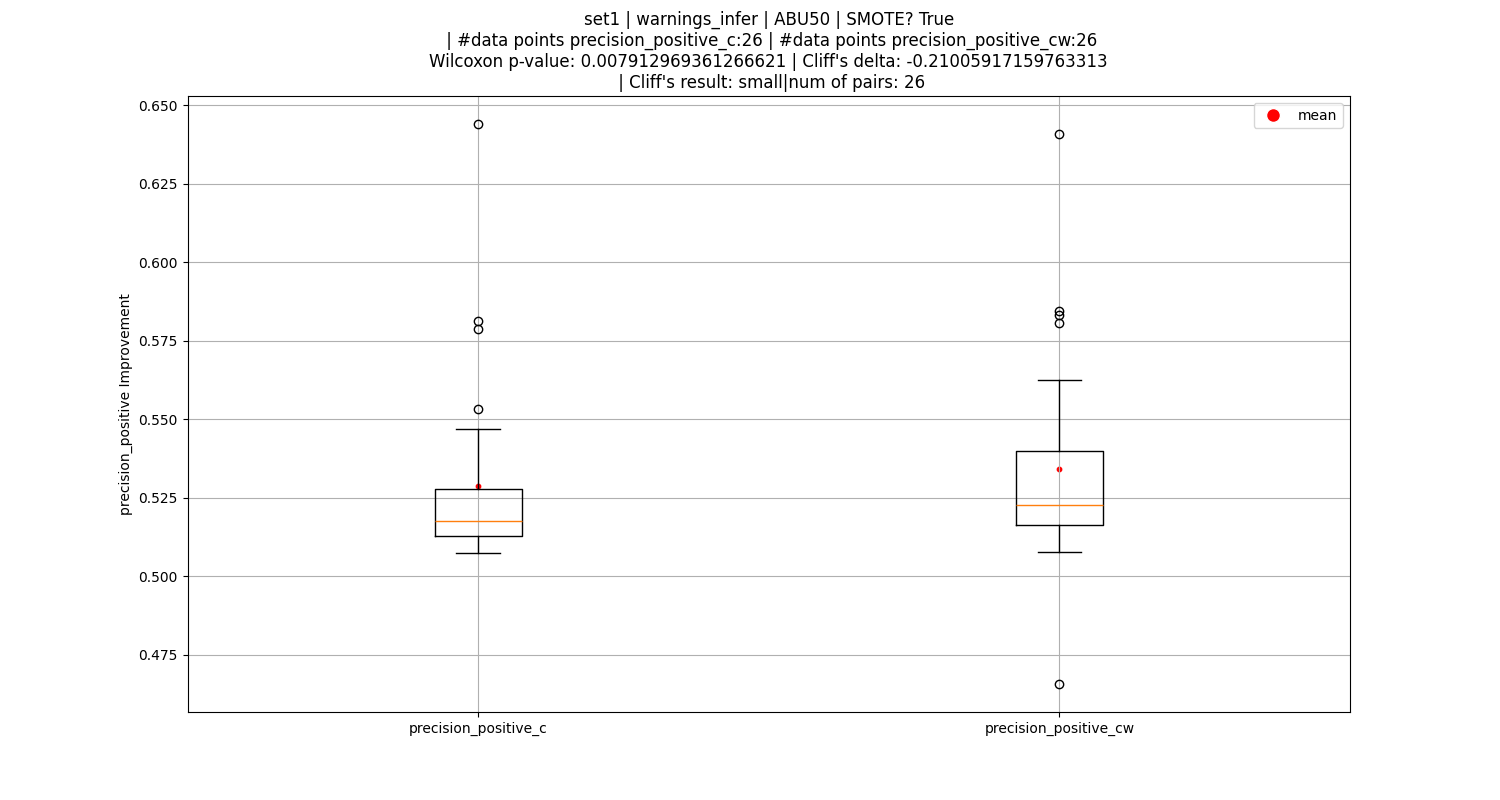 set1 | warnings_infer | ABU50 | SMOTE? True
| #data points precision_positive_c:26 | #data points precision_positive_cw:26
Wilcoxon p-value: 0.007912969361266621 | Cliff's delta: -0.21005917159763313
| Cliff's result: small|num of pairs: 26
mean
0.650
0.625
0.600
0.575
0.550
0.525
0.500
0.475
precision_positive Improvement
precision_positive_c
precision_positive_cw